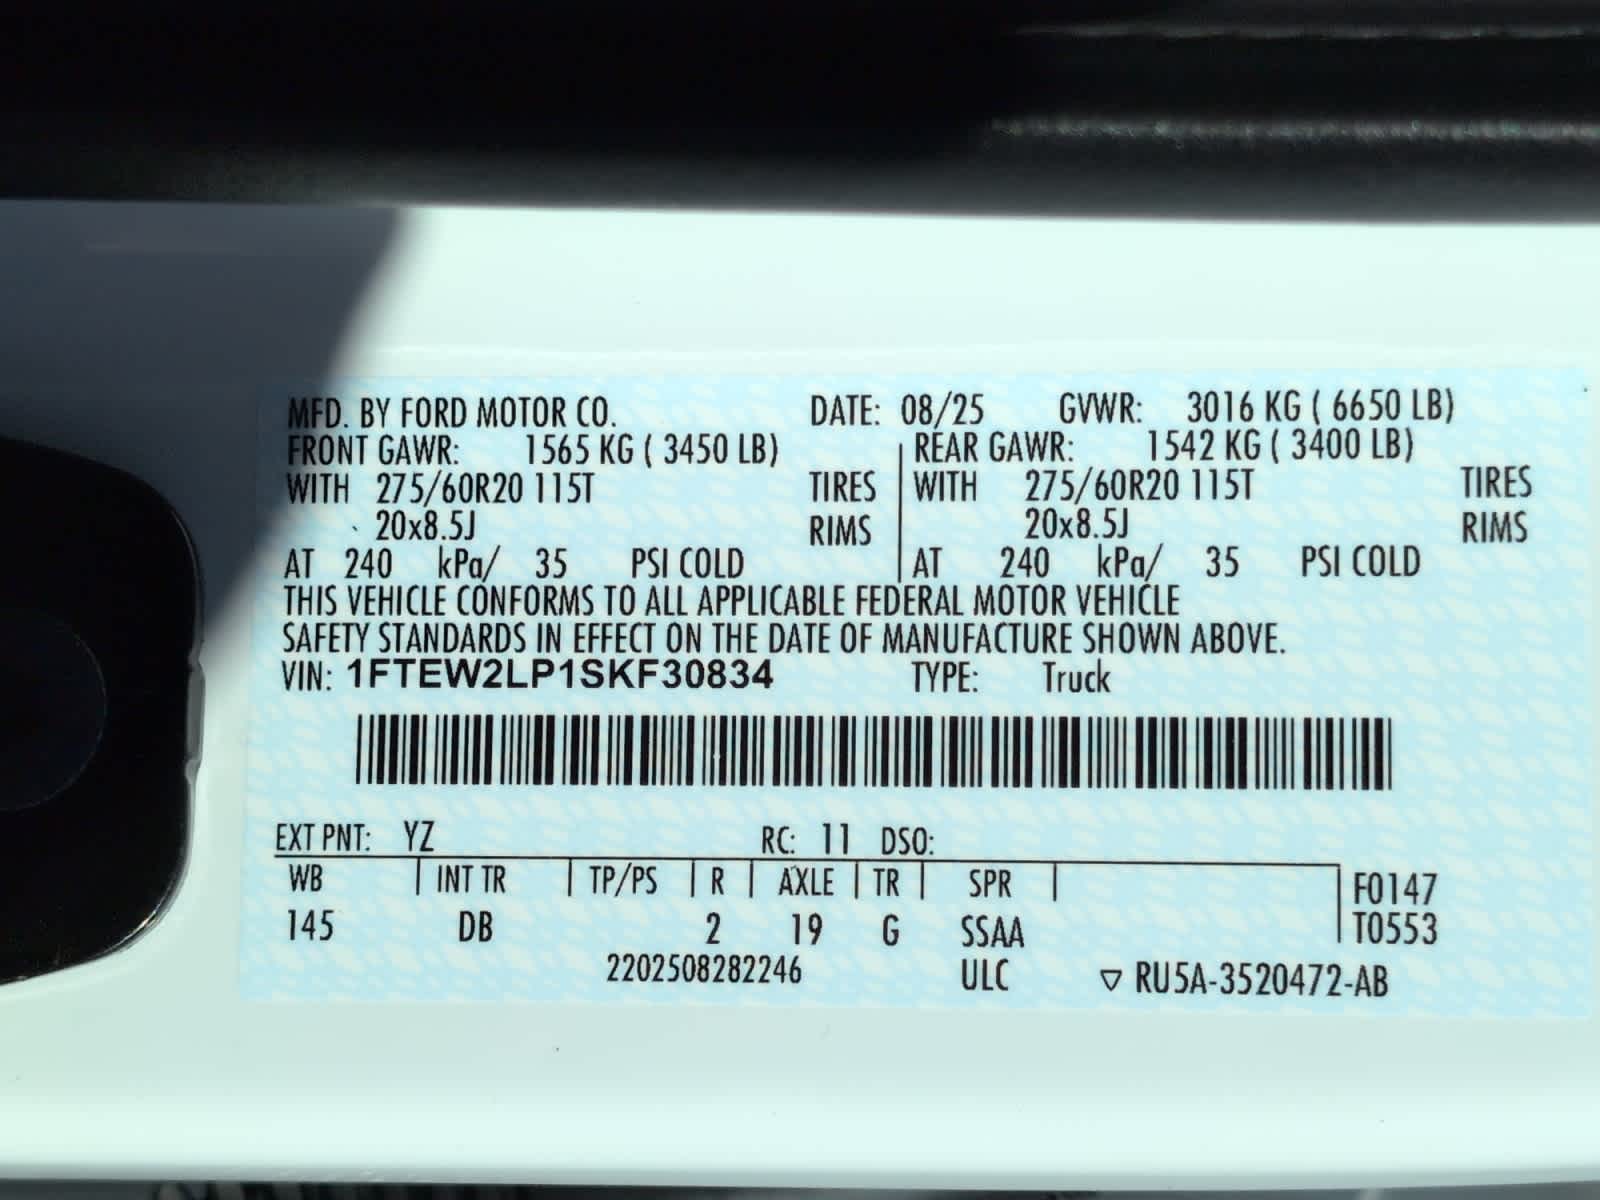 MFD. BY FORD MOTOR CO. DATE: 08/25 GVWR: 3016 KG ( 6650 LB)
FRONT GAWR: 1565 KG ( 3450 LB) REAR GAWR: 1542 KG ( 3400 LB)
WITH 275/60R20 115T TIRES WITH 275/60R20 115T TIRES
20x8.5J RIMS 20x8.5J RIMS
AT 240 kPa/ 35 PSI COLD AT 240 kPa/ 35 PSI COLD
THIS VEHICLE CONFORMS TO ALL APPLICABLE FEDERAL MOTOR VEHICLE
SAFETY STANDARDS IN EFFECT ON THE DATE OF MANUFACTURE SHOWN ABOVE.
VIN: 1FTEW2LP1SKF30834 TYPE: Truck
EXT PNT: YZ RC: 11 DSO:
WB INT TR TP/PS R AXLE TR SPR F0147
145 DB 2 19 G SSAA T0553
2202508282246 ULC ▽ RU5A-3520472-AB